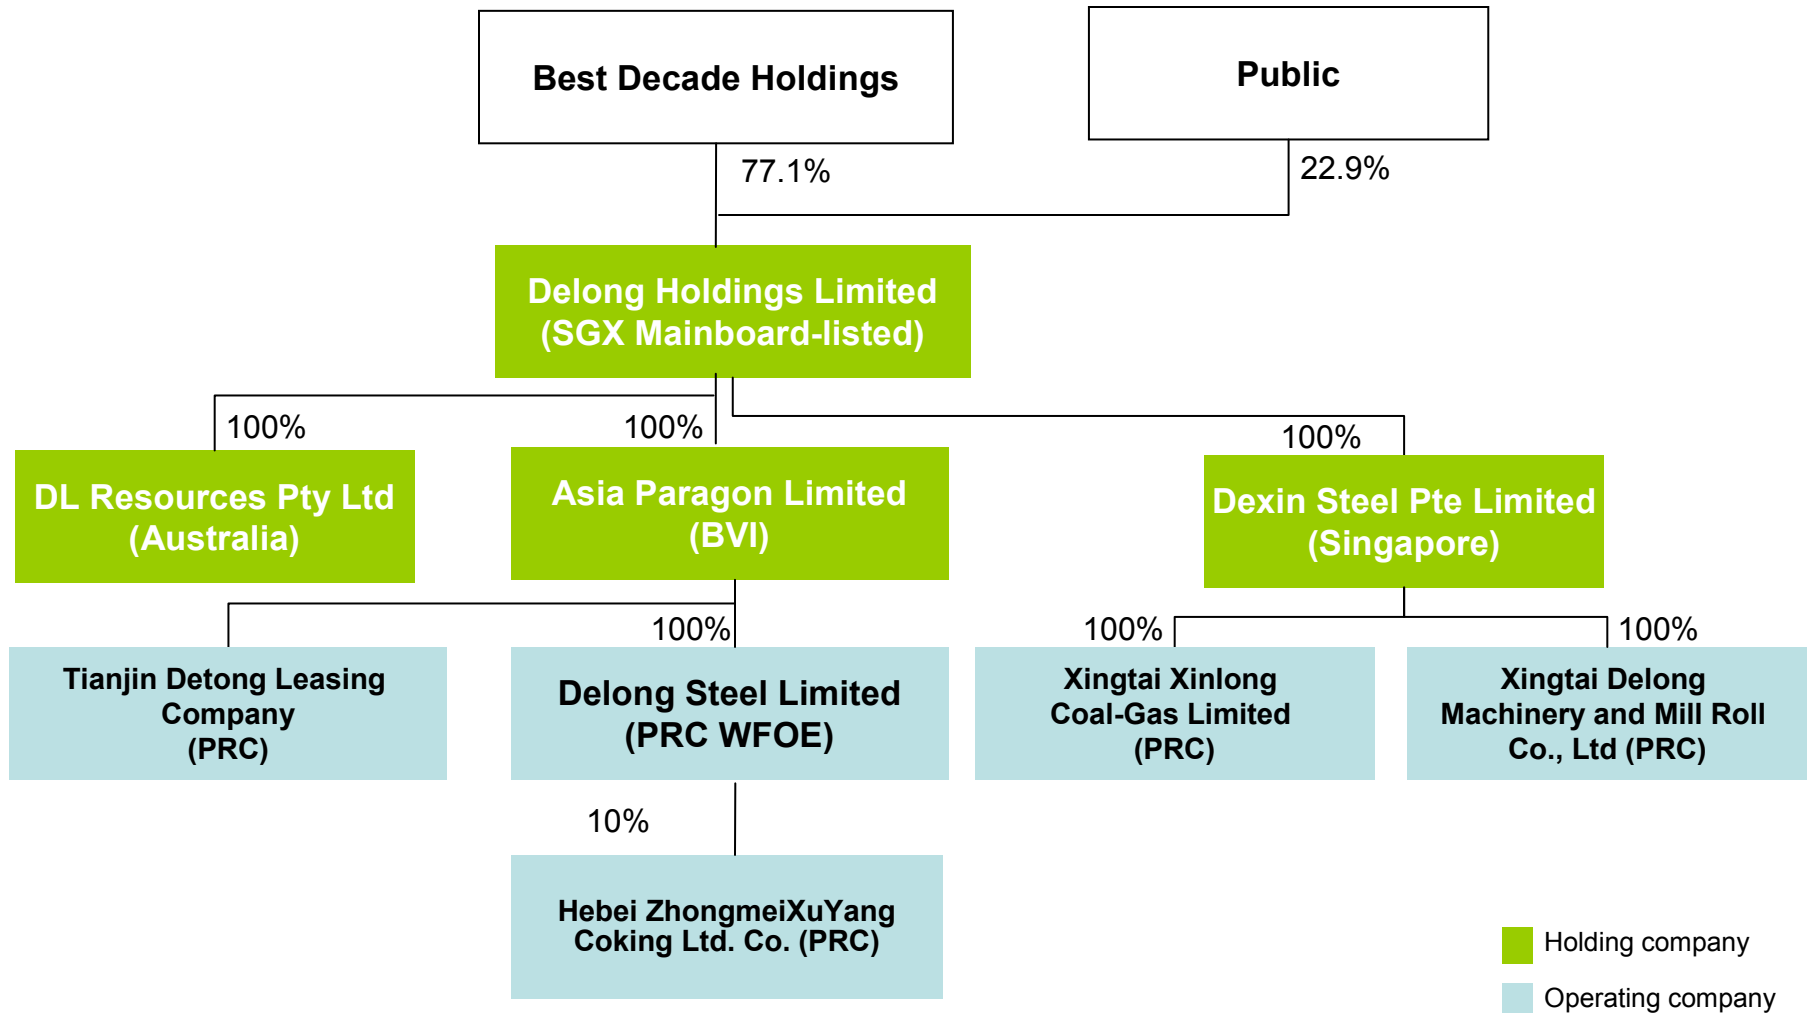 Best Decade Holdings
Public
77.1%
22.9%
Delong Holdings Limited
(SGX Mainboard-listed)
100%
100%
100%
DL Resources Pty Ltd
(Australia)
Asia Paragon Limited
(BVI)
Dexin Steel Pte Limited
(Singapore)
100%
100%
100%
Tianjin Detong Leasing
Company
(PRC)
Delong Steel Limited
(PRC WFOE)
Xingtai Xinlong
Coal-Gas Limited
(PRC)
Xingtai Delong
Machinery and Mill Roll
Co., Ltd (PRC)
10%
Hebei ZhongmeiXuYang
Coking Ltd. Co. (PRC)
Holding company
Operating company